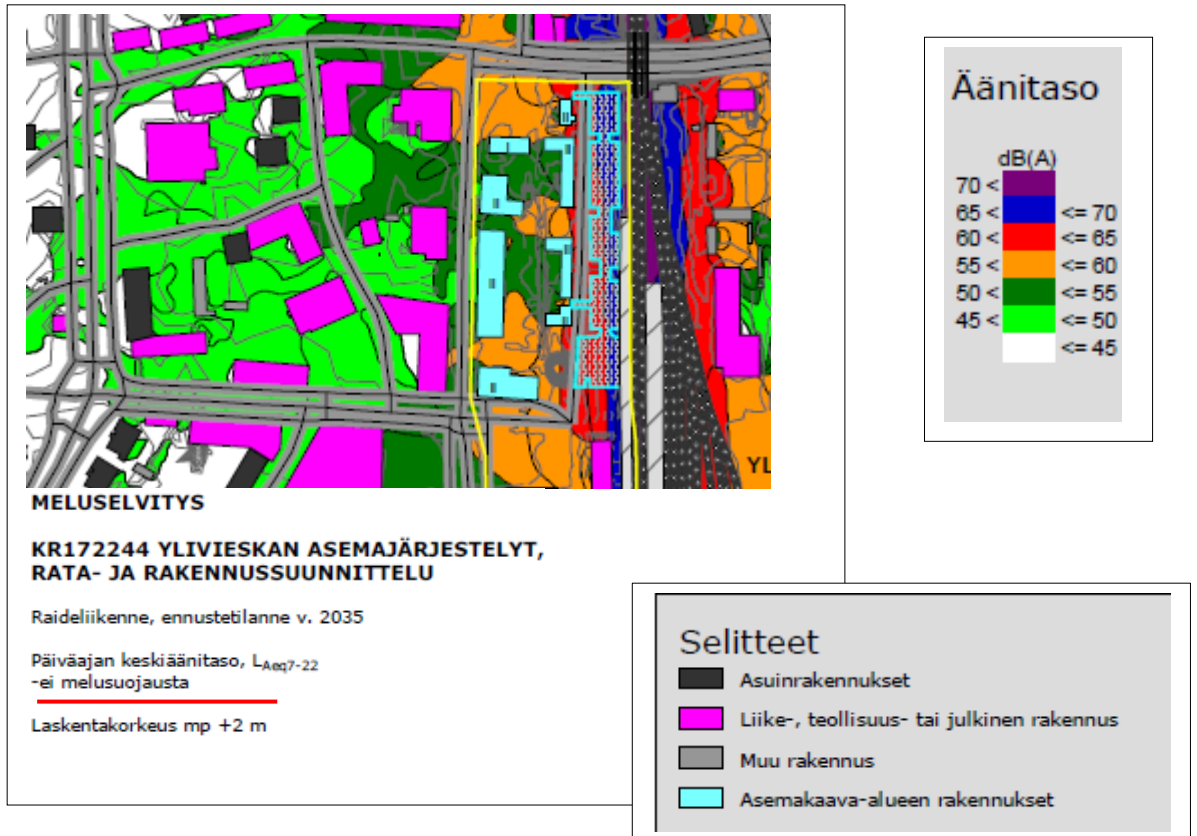 YL
MELUSELVITYS
KR172244 YLIVIESKAN ASEMAJÄRJESTELYT,
RATA- JA RAKENNUSSUUNNITTELU
Raideliikenne, ennustetilanne v. 2035
Päiväajan keskiäänitaso, LAeq7-22
-ei melusuojausta
Laskentakorkeus mp +2 m
Äänitaso
dB(A)
70 <
65 < <= 70
60 < <= 65
55 < <= 60
50 < <= 55
45 < <= 50
<= 45
Selitteet
Asuinrakennukset
Liike-, teollisuus- tai julkinen rakennus
Muu rakennus
Asemakaava-alueen rakennukset